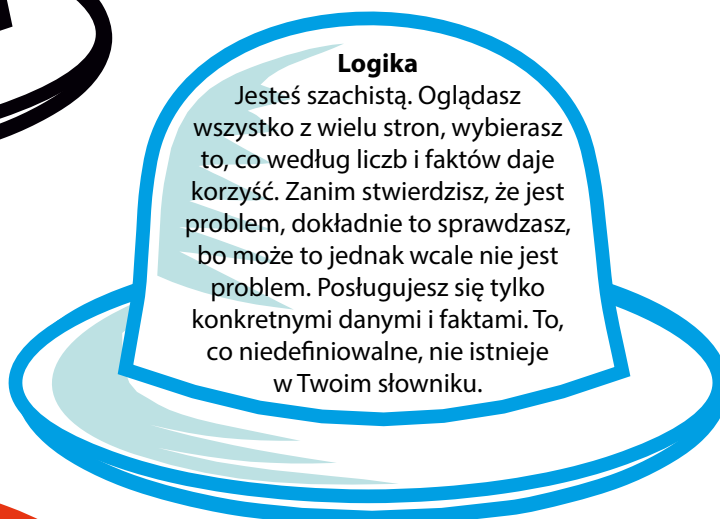 Logika
Jesteś szachistą. Oglądasz
wszystko z wielu stron, wybierasz
to, co według liczb i faktów daje
korzyść. Zanim stwierdzisz, że jest
problem, dokładnie to sprawdzasz,
bo może to jednak wcale nie jest
problem. Posługujesz się tylko
konkretnymi danymi i faktami. To,
co niedefiniowalne, nie istnieje
w Twoim słowniku.